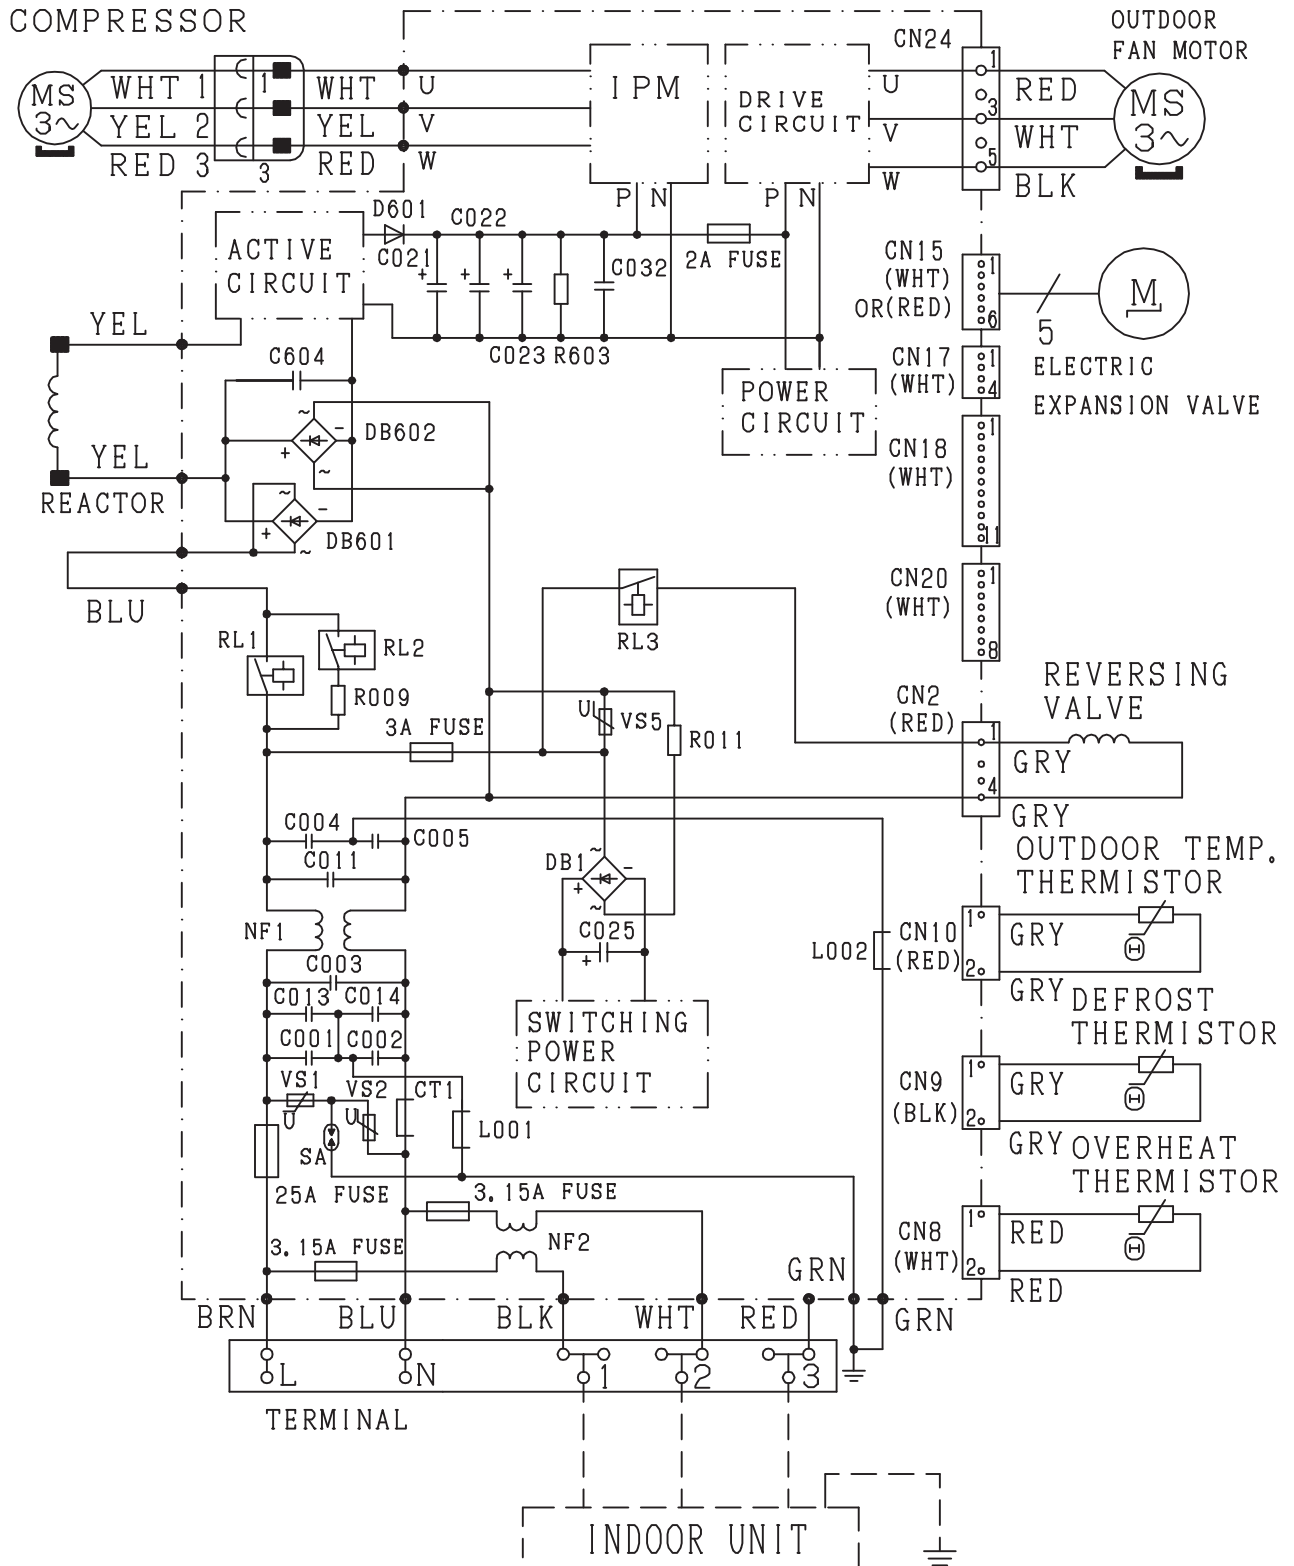 COMPRESSOR
OUTDOOR
FAN MOTOR
CN24
MS
3~
WHT 1
YEL 2
RED 3
1
3
WHT
YEL
RED
U
V
W
IPM
DRIVE
CIRCUIT
U
V
W
1
3
5
RED
WHT
BLK
MS
3~
P N
P N
ACTIVE
CIRCUIT
D601
C021
C022
+
+
+
C023
R603
C032
2A FUSE
CN15
(WHT)
OR(RED)
1
6
5
M
ELECTRIC
EXPANSION VALVE
CN17
(WHT)
1
4
POWER
CIRCUIT
CN18
(WHT)
1
11
YEL
YEL
REACTOR
C604
~
-
+
~
DB602
~
-
+
~
DB601
BLU
CN20
(WHT)
1
8
RL1
RL2
R009
RL3
3A FUSE
U
VS5
R011
CN2
(RED)
1
4
REVERSING
VALVE
GRY
GRY
C004
C005
C011
NF1
DB1
~
-
+
~
C025
+
L002
OUTDOOR TEMP.
THERMISTOR
CN10
(RED)
1
2
GRY
GRY
Θ
C003
C013
C014
C001
C002
VS1
U
VS2
U
CT1
SA
L001
SWITCHING
POWER
CIRCUIT
DEFROST
THERMISTOR
CN9
(BLK)
1
2
GRY
GRY
Θ
25A FUSE
3.15A FUSE
3.15A FUSE
NF2
OVERHEAT
THERMISTOR
CN8
(WHT)
1
2
RED
RED
Θ
GRN
BRN
BLU
BLK
WHT
RED
GRN
L
N
1
2
3
TERMINAL
INDOOR UNIT